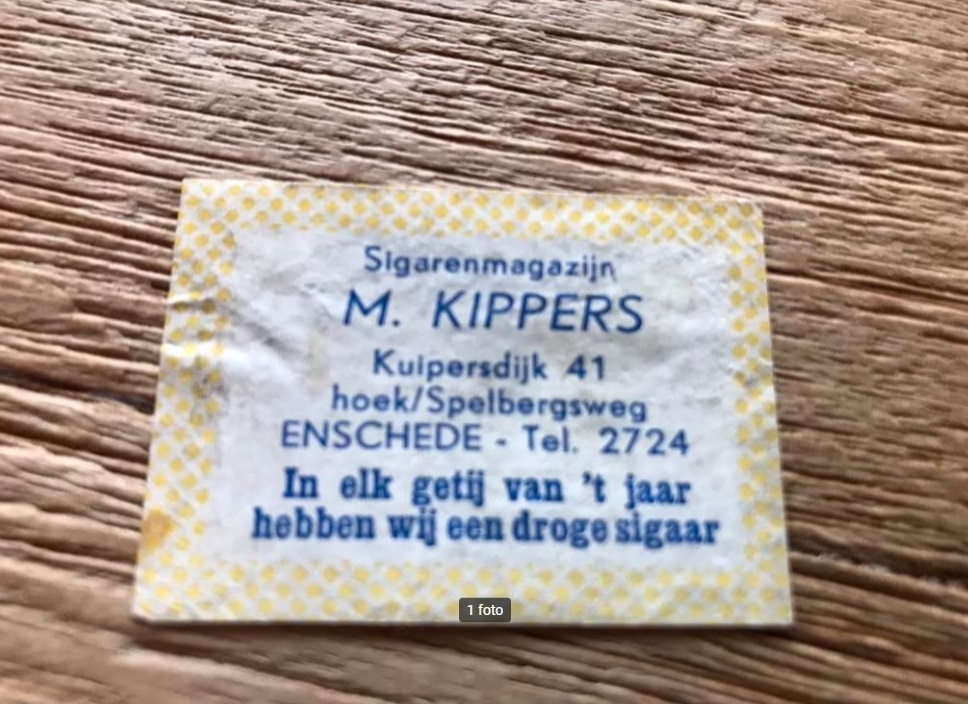 Sigarenmagazijn
M. KIPPERS
Kuipersdijk 41
hoek/Spelbergsweg
ENSCHEDE - Tel. 2724
In elk getij van 't jaar
hebben wij een droge sigaar
1 foto